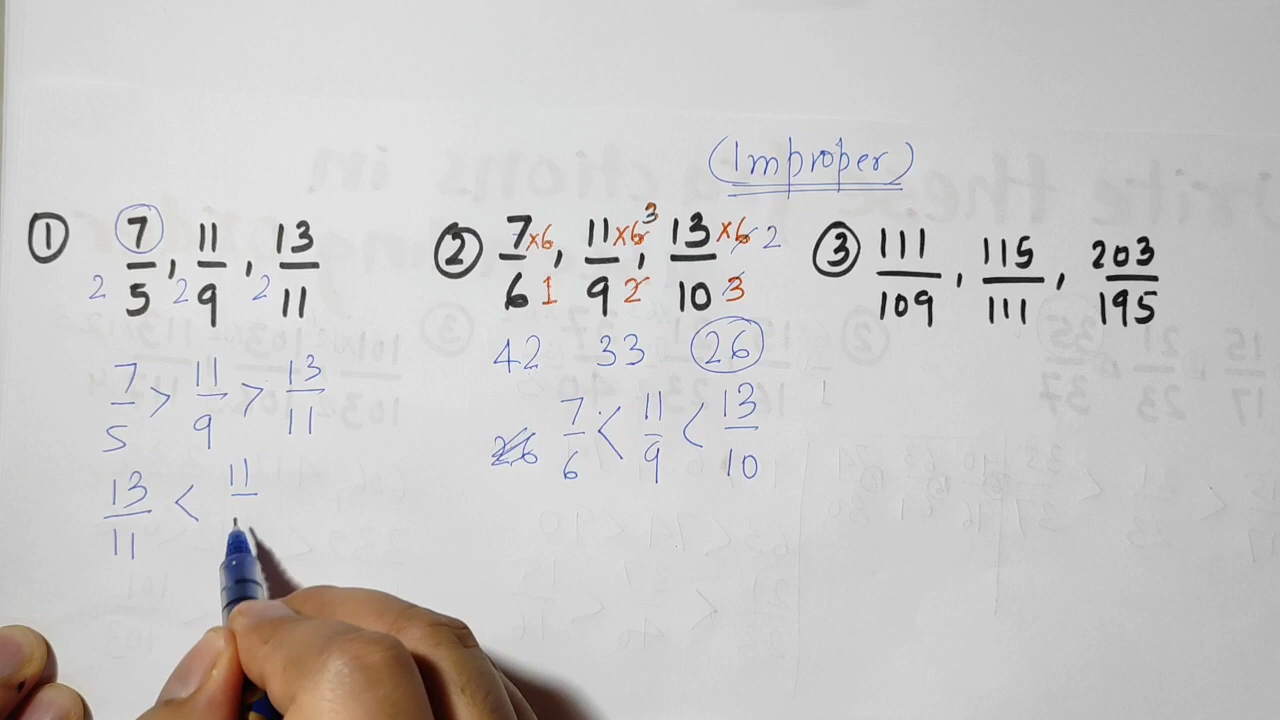 (Improper)
① 7/5, 11/9, 13/11
2 2 2
7/5 > 11/9 > 13/11
13/11 < 11/
② 7/6, 11/9, 13/10
×6 ×6 3 ×6 2
1 2 3
42 33 26
26 7/6 < 11/9 < 13/10
③ 111/109, 115/111, 203/195